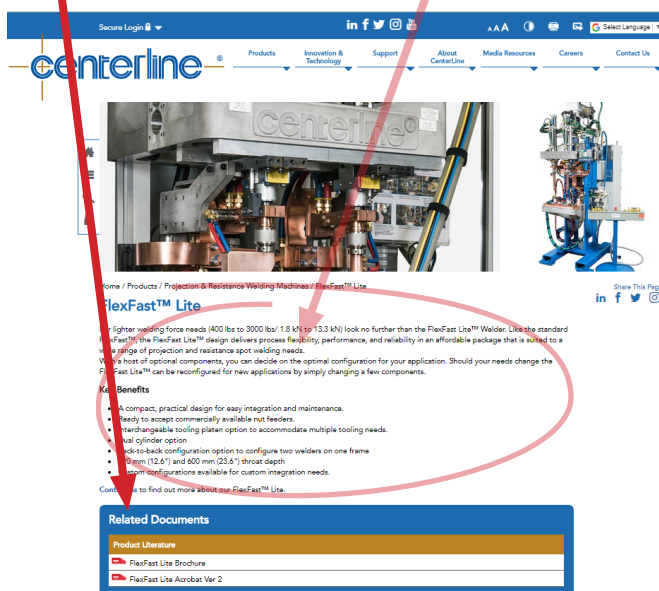 Secure Login
AAA
Select Language
centerline®
Products
Innovation & Technology
Support
About CenterLine
Media Resources
Careers
Contact Us
centerline®
Home / Products / Projection & Resistance Welding Machines / FlexFast™ Lite
Share This Pag
FlexFast™ Lite
lighter welding force needs (400 lbs to 3000 lbs/ 1.8 kN to 13.3 kN) look no further than the FlexFast Lite™ Welder. Like the standard
FlexFast™, the FlexFast Lite™ design delivers process flexibility, performance, and reliability in an affordable package that is suited to a
wide range of projection and resistance spot welding needs.
With a host of optional components, you can decide on the optimal configuration for your application. Should your needs change the
FlexFast Lite™ can be reconfigured for new applications by simply changing a few components.
Key Benefits
• A compact, practical design for easy integration and maintenance.
• Ready to accept commercially available nut feeders.
• Interchangeable tooling platen option to accommodate multiple tooling needs.
• Dual cylinder option
• Back-to-back configuration option to configure two welders on one frame
• mm (12.6") and 600 mm (23.6") throat depth
• Custom configurations available for custom integration needs.
to find out more about our FlexFast™ Lite.
Related Documents
Product Literature
FlexFast Lite Brochure
FlexFast Lite Acrobat Ver 2